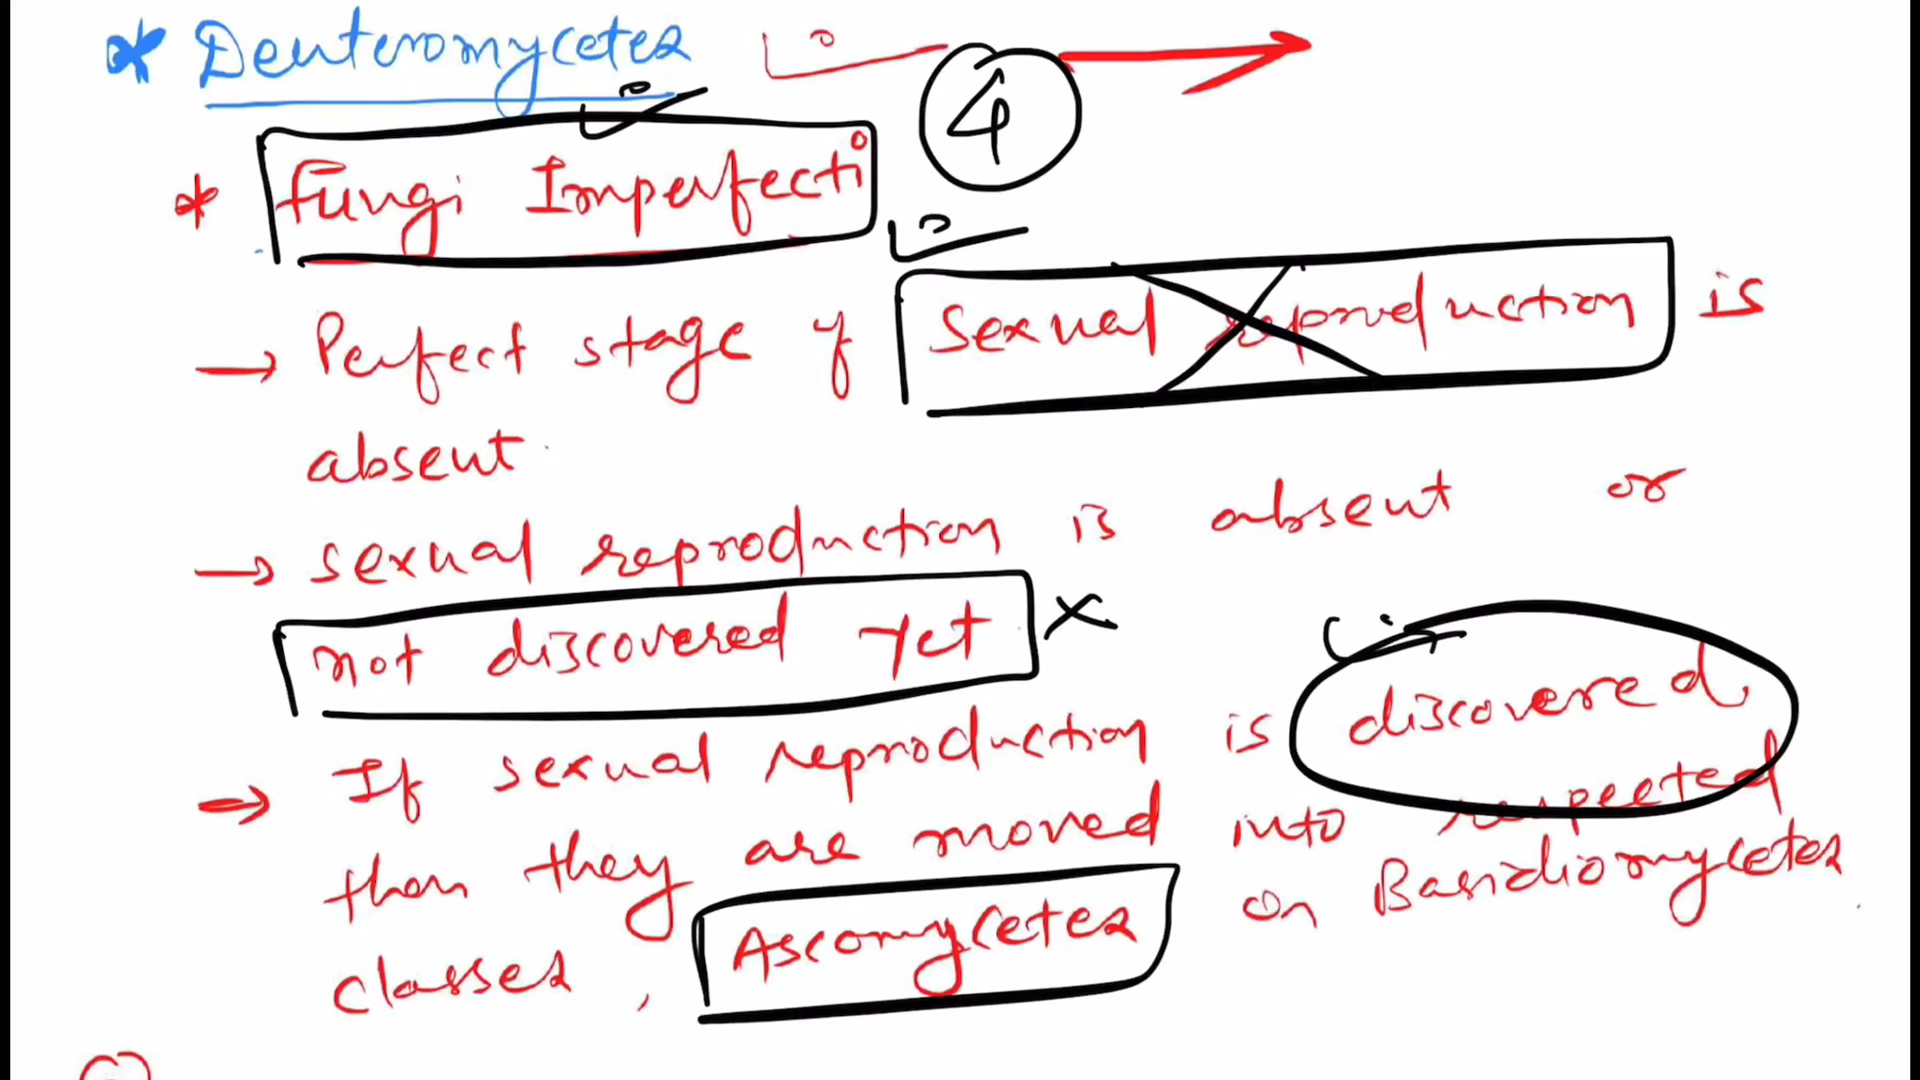 * Deuteromycetes
4
* Fungi Imperfecti
→ Perfect stage of sexual reproduction is
absent.
→ sexual reproduction is absent or
not discovered yet ×
→ If sexual reproduction is discovered,
then they are moved into respected
classes, Ascomycetes or Basidiomycetes